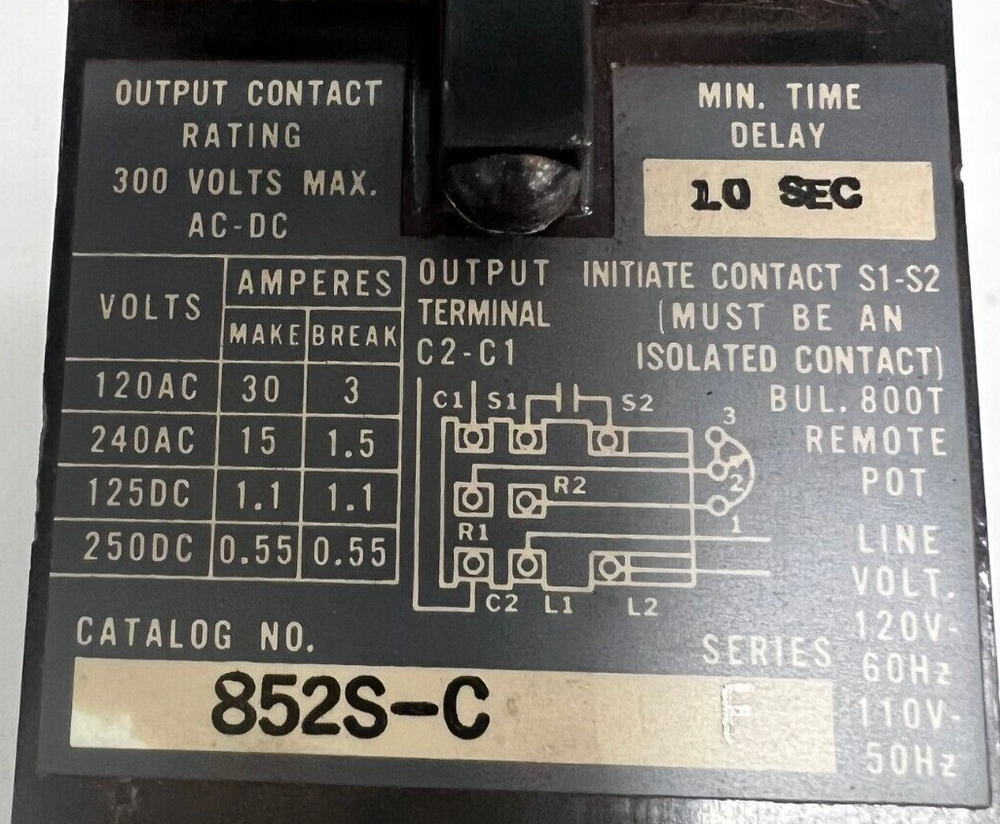 OUTPUT CONTACT
RATING
300 VOLTS MAX.
AC-DC
MIN. TIME
DELAY
10 SEC
VOLTS
AMPERES
MAKE BREAK
120AC 30 3
240AC 15 1.5
125DC 1.1 1.1
250DC 0.55 0.55
OUTPUT
TERMINAL
C2-C1
INITIATE CONTACT S1-S2
(MUST BE AN
ISOLATED CONTACT)
BUL. 800T
REMOTE
POT
C1 S1 S2
3
2
1
R2
R1
C2 L1 L2
LINE
VOLT.
120V-
60Hz
110V-
50Hz
CATALOG NO.
852S-C
SERIES